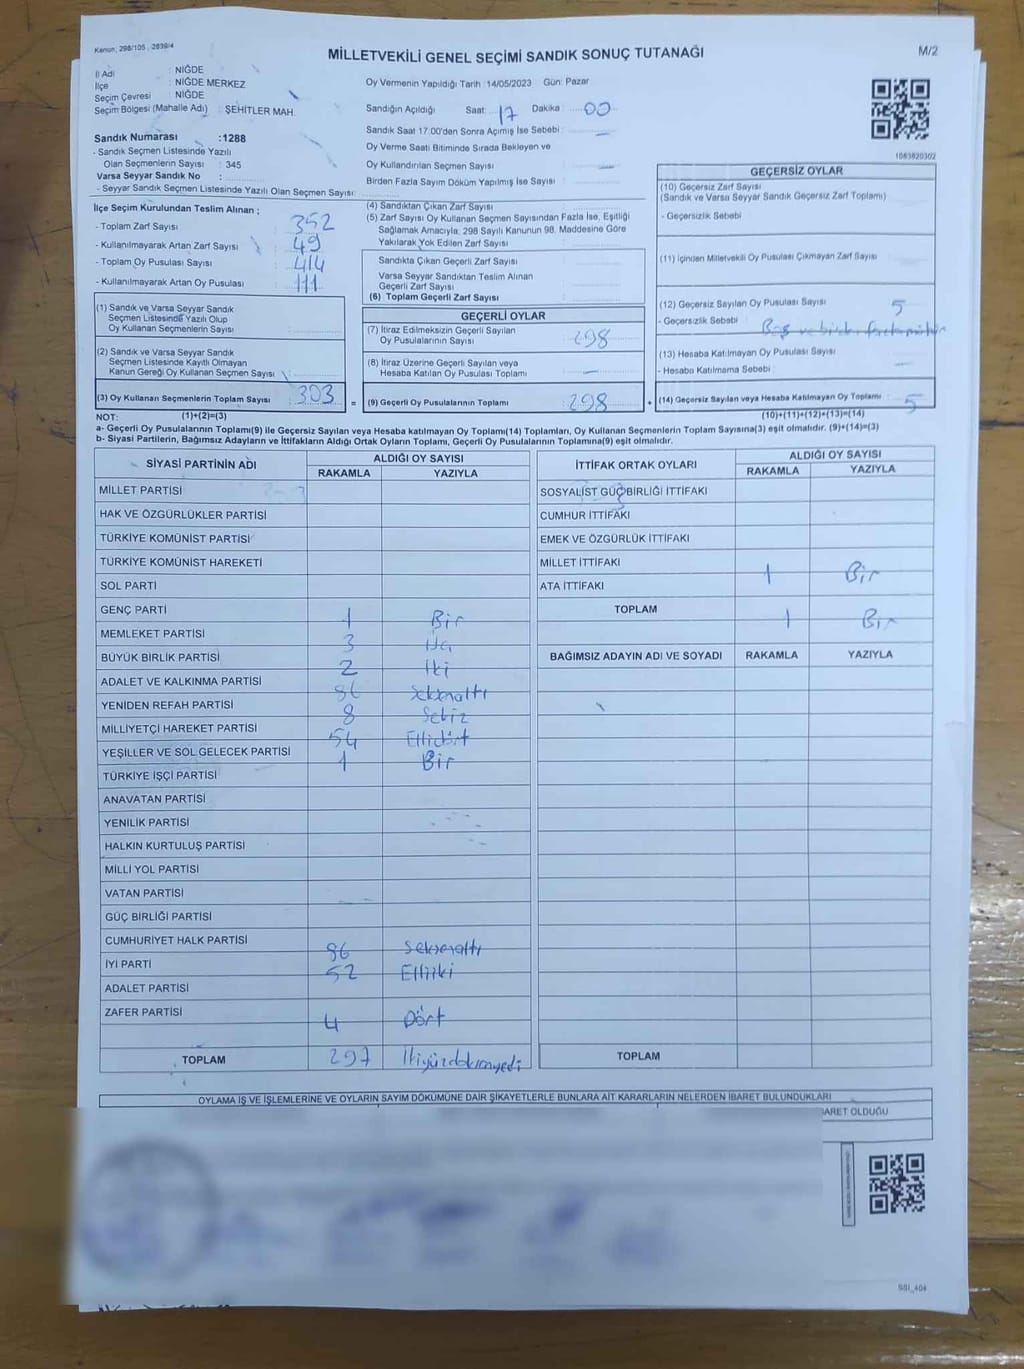 Kanun, 298/105 , 2839/4
MİLLETVEKİLİ GENEL SEÇİMİ SANDIK SONUÇ TUTANAĞI
M/2
İl Adı : NİĞDE
İlçe : NİĞDE MERKEZ
Seçim Çevresi : NİĞDE
Seçim Bölgesi (Mahalle Adı) : ŞEHİTLER MAH.
Sandık Numarası :1288
- Sandık Seçmen Listesinde Yazılı
Olan Seçmenlerin Sayısı : 345
Varsa Seyyar Sandık No :
- Seyyar Sandık Seçmen Listesinde Yazılı Olan Seçmen Sayısı:
Oy Vermenin Yapıldığı Tarih :14/05/2023 Gün: Pazar
Sandığın Açıldığı Saat: 17 Dakika : 00
Sandık Saat 17.00'den Sonra Açımış İse Sebebi : —
Oy Verme Saati Bitiminde Sırada Bekleyen ve
Oy Kullandırılan Seçmen Sayısı : —
Birden Fazla Sayım Döküm Yapılmış İse Sayısı : —
1083820302
İlçe Seçim Kurulundan Teslim Alınan ;
- Toplam Zarf Sayısı : 352
- Kullanılmayarak Artan Zarf Sayısı : 49
- Toplam Oy Pusulası Sayısı : 414
- Kullanılmayarak Artan Oy Pusulası : 111
(1) Sandık ve Varsa Seyyar Sandık
Seçmen Listesinde Yazılı Olup
Oy Kullanan Seçmenlerin Sayısı :
(2) Sandık ve Varsa Seyyar Sandık
Seçmen Listesinde Kayıtlı Olmayan
Kanun Gereği Oy Kullanan Seçmen Sayısı :
(3) Oy Kullanan Seçmenlerin Toplam Sayısı : 303 =
(4) Sandıktan Çıkan Zarf Sayısı :
(5) Zarf Sayısı Oy Kullanan Seçmen Sayısından Fazla İse, Eşitliği
Sağlamak Amacıyla, 298 Sayılı Kanunun 98. Maddesine Göre
Yakılarak Yok Edilen Zarf Sayısı :
Sandıkta Çıkan Geçerli Zarf Sayısı :
Varsa Seyyar Sandıktan Teslim Alınan
Geçerli Zarf Sayısı :
(6) Toplam Geçerli Zarf Sayısı :
GEÇERLİ OYLAR
(7) İtiraz Edilmeksizin Geçerli Sayılan
Oy Pusulalarının Sayısı : 298
(8) İtiraz Üzerine Geçerli Sayılan veya
Hesaba Katılan Oy Pusulası Toplamı : —
(9) Geçerli Oy Pusulalarının Toplamı : 298 +
GEÇERSİZ OYLAR
(10) Geçersiz Zarf Sayısı
(Sandık ve Varsa Seyyar Sandık Geçersiz Zarf Toplamı) :
- Geçersizlik Sebebi :
(11) İçinden Milletvekili Oy Pusulası Çıkmayan Zarf Sayısı :
(12) Geçersiz Sayılan Oy Pusulası Sayısı : 5
- Geçersizlik Sebebi : Boş ve birden
(13) Hesaba Katılmayan Oy Pusulası Sayısı :
- Hesaba Katılmama Sebebi :
(14) Geçersiz Sayılan veya Hesaba Katılmayan Oy Toplamı : 5
NOT: (1)+(2)=(3) (10)+(11)+(12)+(13)=(14)
a- Geçerli Oy Pusulalarının Toplamı(9) ile Geçersiz Sayılan veya Hesaba katılmayan Oy Toplamı(14) Toplamları, Oy Kullanan Seçmenlerin Toplam Sayısına(3) eşit olmalıdır. (9)+(14)=(3)
b- Siyasi Partilerin, Bağımsız Adayların ve İttifakların Aldığı Ortak Oyların Toplamı, Geçerli Oy Pusulalarının Toplamına(9) eşit olmalıdır.
SİYASİ PARTİNİN ADI ALDIĞI OY SAYISI
RAKAMLA YAZIYLA
MİLLET PARTİSİ
HAK VE ÖZGÜRLÜKLER PARTİSİ
TÜRKİYE KOMÜNİST PARTİSİ
TÜRKİYE KOMÜNİST HAREKETİ
SOL PARTİ
GENÇ PARTİ 1 Bir
MEMLEKET PARTİSİ 3 Üç
BÜYÜK BİRLİK PARTİSİ 2 İki
ADALET VE KALKINMA PARTİSİ 86 Seksenaltı
YENİDEN REFAH PARTİSİ 8 Sekiz
MİLLİYETÇİ HAREKET PARTİSİ 54 Ellidört
YEŞİLLER VE SOL GELECEK PARTİSİ 1 Bir
TÜRKİYE İŞÇİ PARTİSİ
ANAVATAN PARTİSİ
YENİLİK PARTİSİ
HALKIN KURTULUŞ PARTİSİ
MİLLİ YOL PARTİSİ
VATAN PARTİSİ
GÜÇ BİRLİĞİ PARTİSİ
CUMHURİYET HALK PARTİSİ 86 Seksenaltı
İYİ PARTİ 52 Elliiki
ADALET PARTİSİ
ZAFER PARTİSİ 4 Dört
TOPLAM 297 İkiyüzdoksanyedi
İTTİFAK ORTAK OYLARI ALDIĞI OY SAYISI
RAKAMLA YAZIYLA
SOSYALİST GÜÇBİRLİĞİ İTTİFAKI
CUMHUR İTTİFAKI
EMEK VE ÖZGÜRLÜK İTTİFAKI
MİLLET İTTİFAKI 1 Bir
ATA İTTİFAKI
TOPLAM 1 Bir
BAĞIMSIZ ADAYIN ADI VE SOYADI RAKAMLA YAZIYLA
TOPLAM
OYLAMA İŞ VE İŞLEMLERİNE VE OYLARIN SAYIM DÖKÜMÜNE DAİR ŞİKAYETLERLE BUNLARA AİT KARARLARIN NELERDEN İBARET BULUNDUKLARI
BARET OLDUĞU
SSI_404